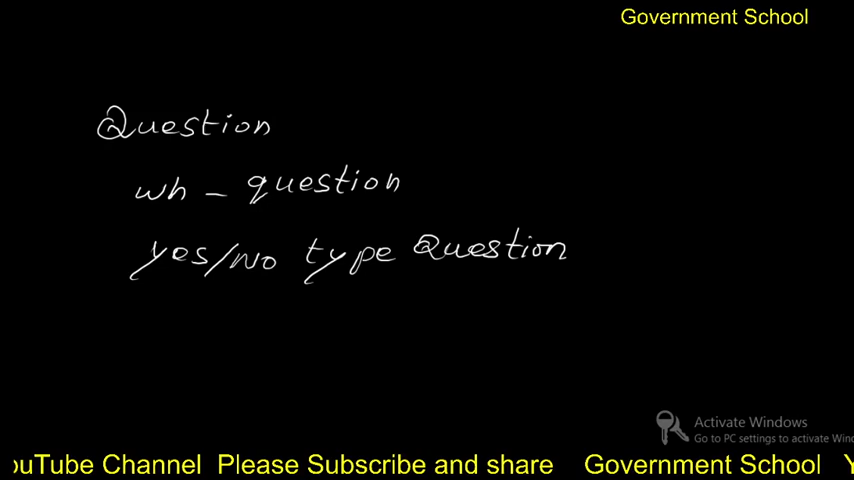 Government School
Question
wh - question
yes/No type Question
Activate Windows
Go to PC settings to activate Win
ouTube Channel Please Subscribe and share Government School Y